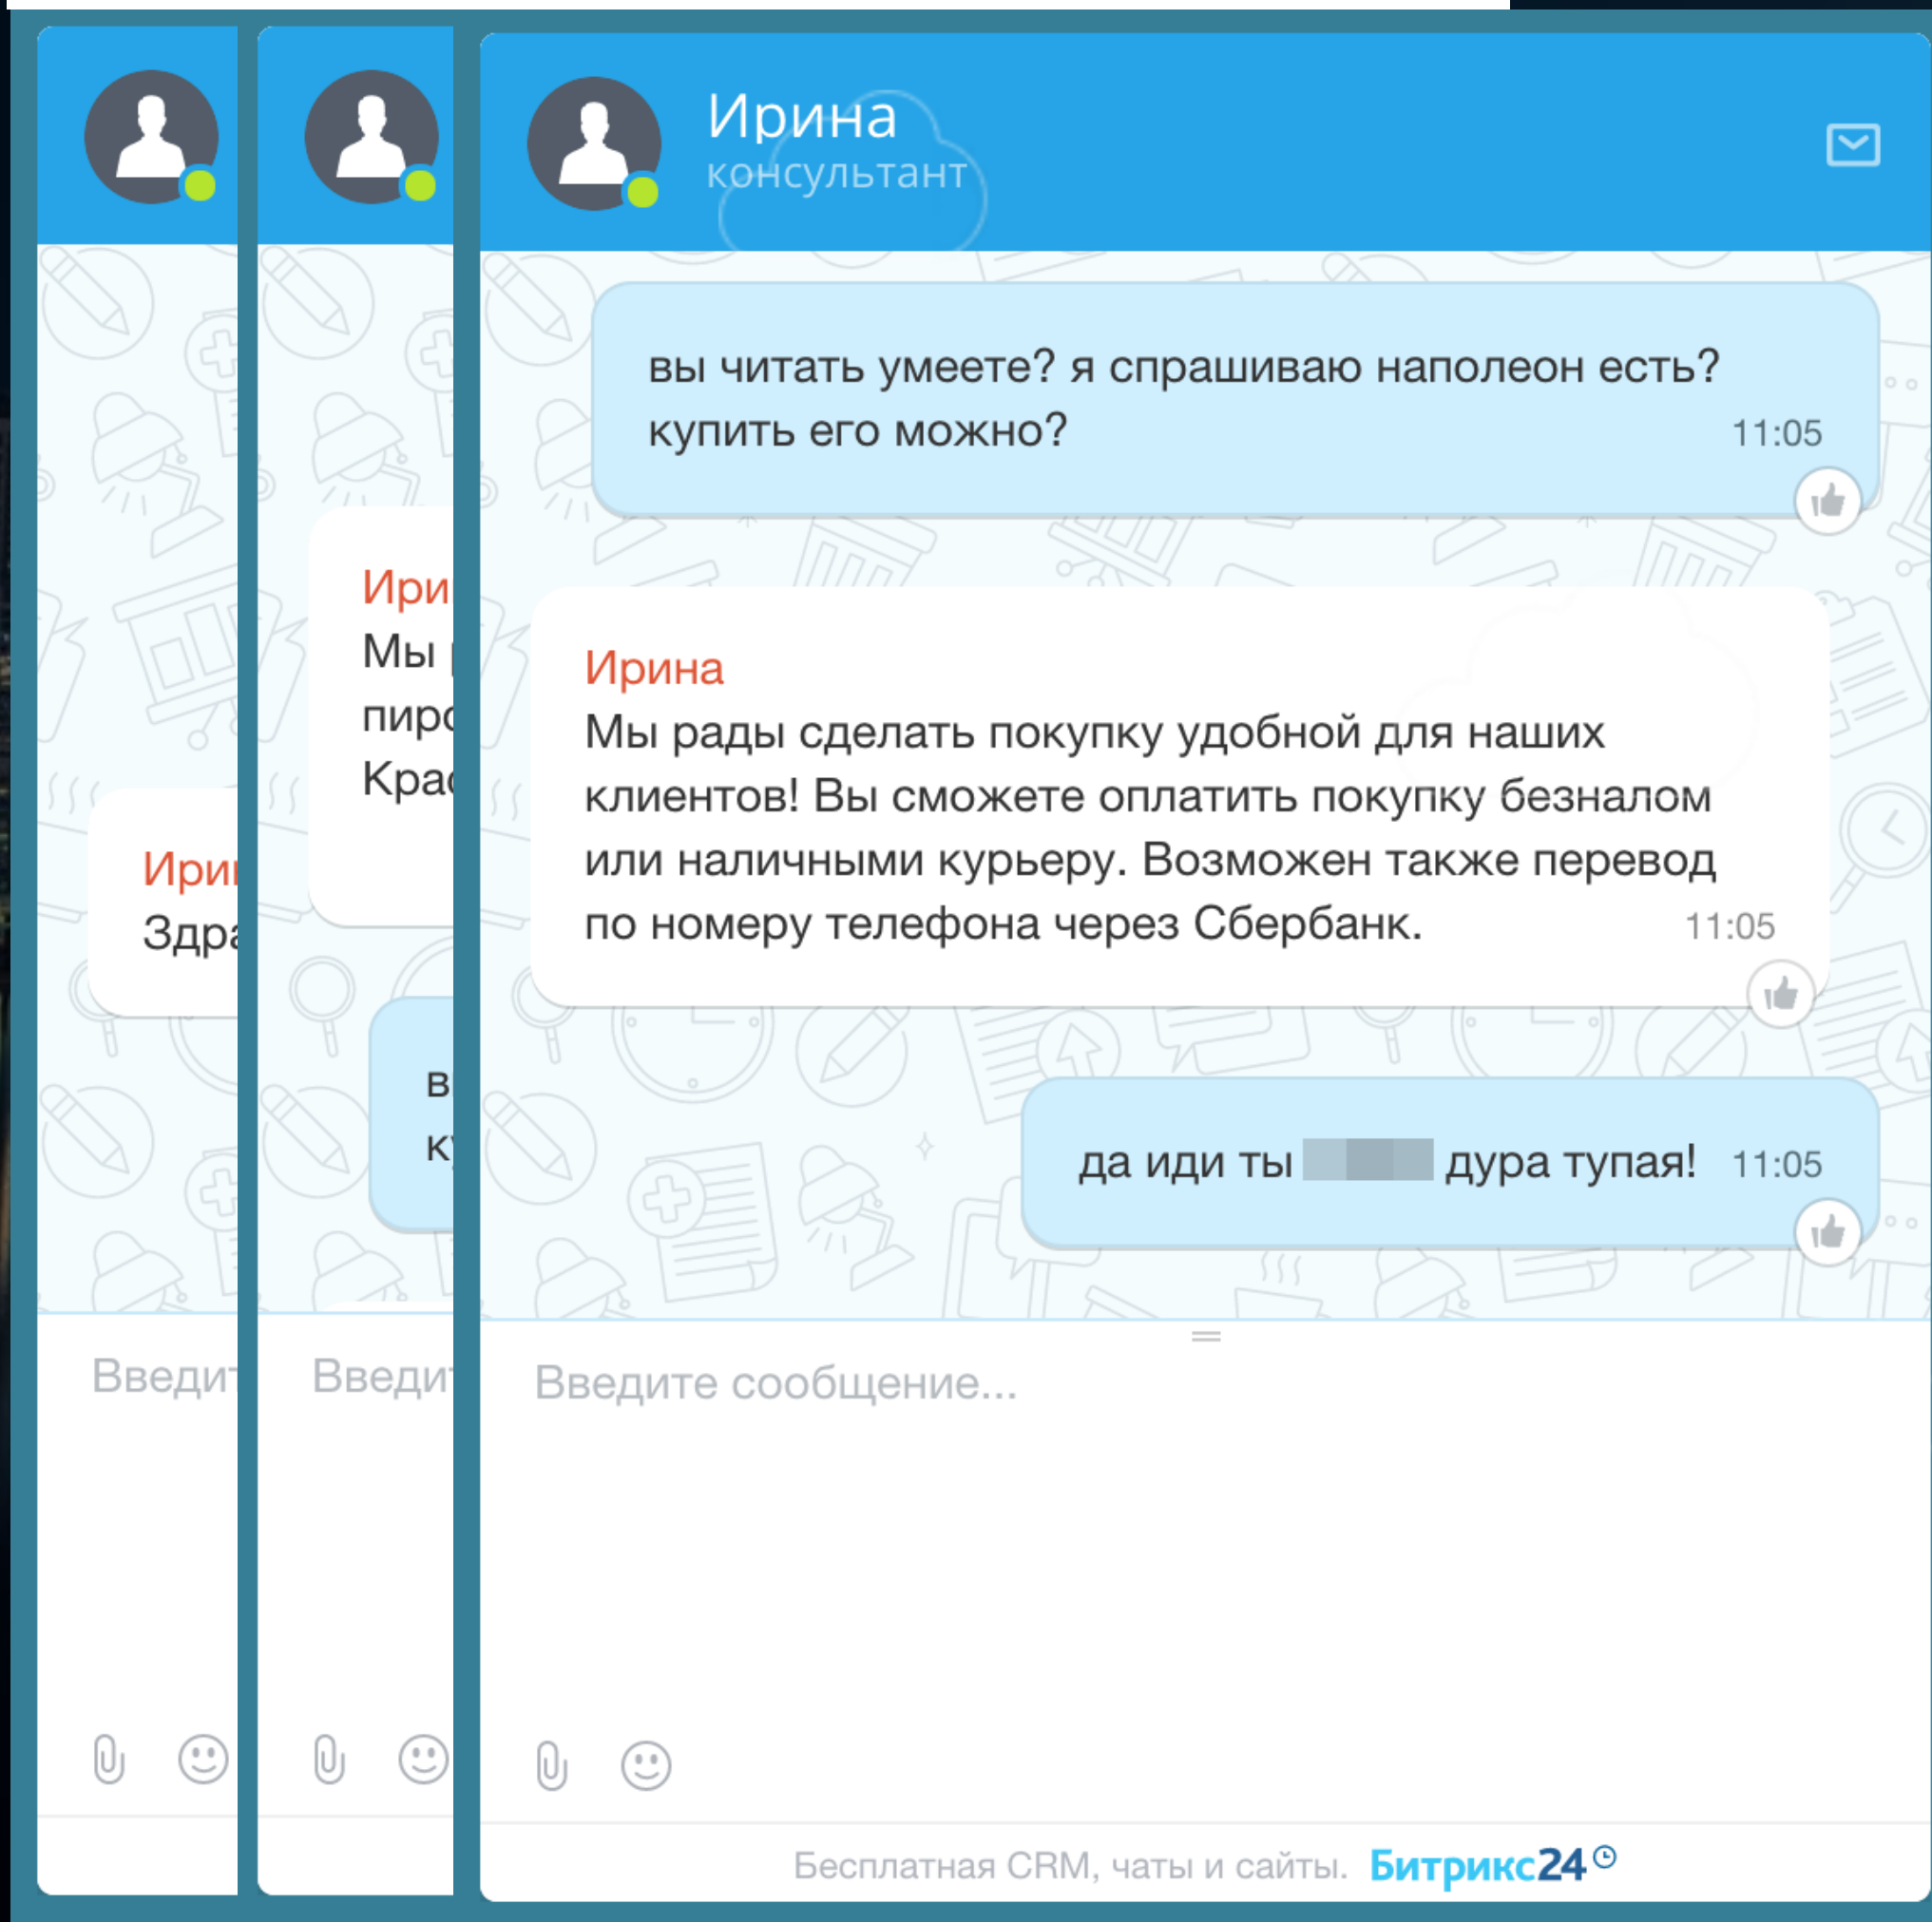 Ири
Здра
Введит
Ири
Мы
пиро
Крас
в
ку
Введит
Ирина
консультант
вы читать умеете? я спрашиваю наполеон есть?
купить его можно?
11:05
Ирина
Мы рады сделать покупку удобной для наших
клиентов! Вы сможете оплатить покупку безналом
или наличными курьеру. Возможен также перевод
по номеру телефона через Сбербанк.
11:05
да иди ты дура тупая! 11:05
Введите сообщение...
Бесплатная CRM, чаты и сайты. Битрикс24